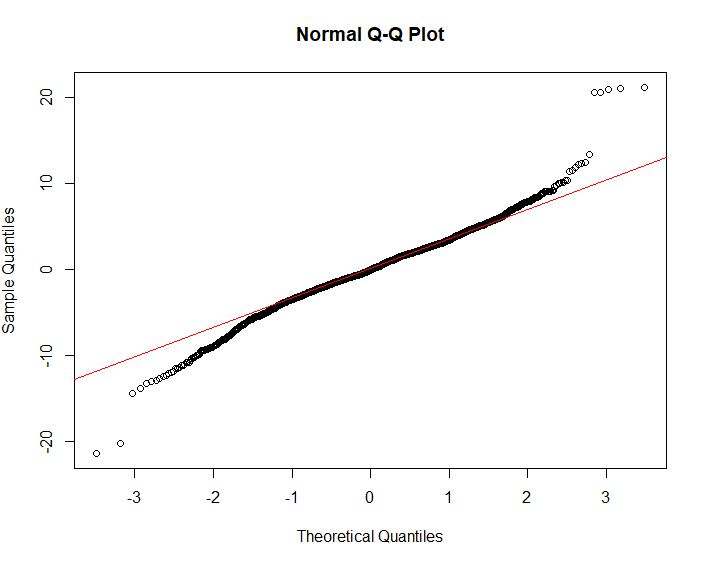 Normal Q-Q Plot
20
10
0
-10
-20
Sample Quantiles
-3 -2 -1 0 1 2 3
Theoretical Quantiles